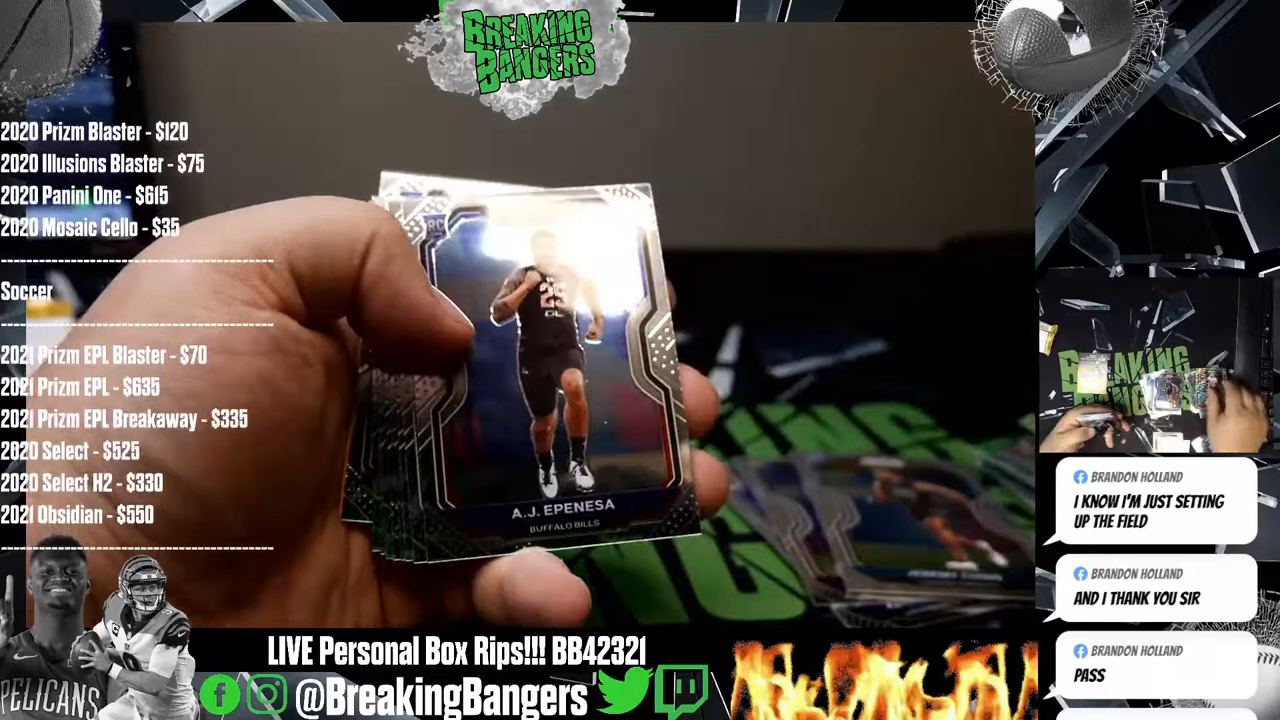 BREAKING
BANGERS
2020 Prizm Blaster - $120
2020 Illusions Blaster - $75
2020 Panini One - $615
2020 Mosaic Cello - $35
Soccer
2021 Prizm EPL Blaster - $70
2021 Prizm EPL - $635
2021 Prizm EPL Breakaway - $335
2020 Select - $525
2020 Select H2 - $330
2021 Obsidian - $550
RC
A.J. EPENESA
BUFFALO BILLS
BREAKING
BANGERS
BRANDON HOLLAND
I KNOW I'M JUST SETTING
UP THE FIELD
BRANDON HOLLAND
AND I THANK YOU SIR
BRANDON HOLLAND
PASS
PELICANS
LIVE Personal Box Rips!!! BB42321
@BreakingBangers